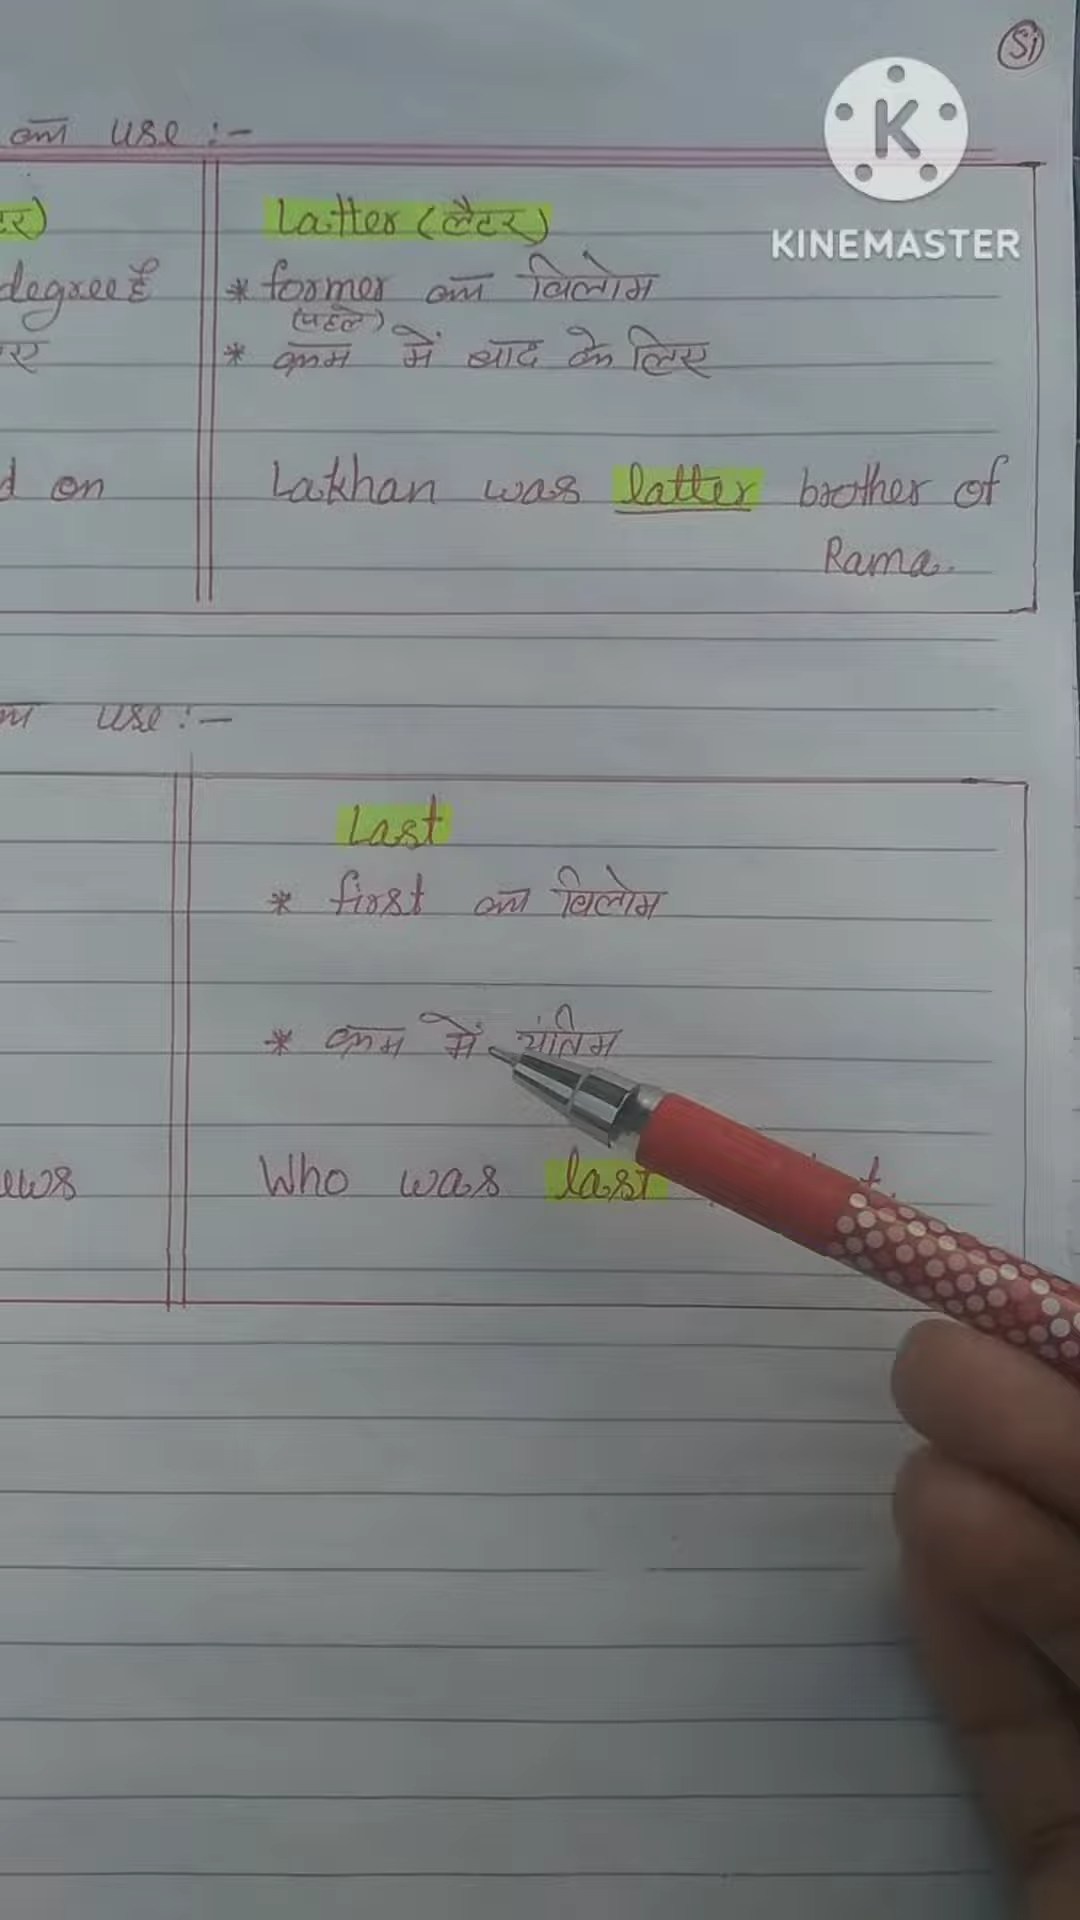 Si
KINEMASTER
का use :-
टर)
Latter (लैटर)
degree है
* former का विलोम
(पहले)
* क्रम में बाद के लिए
d on
Lakhan was latter brother of
Rama.
use :-
Last
* first का विलोम
* क्रम में अंतिम
ews
Who was last